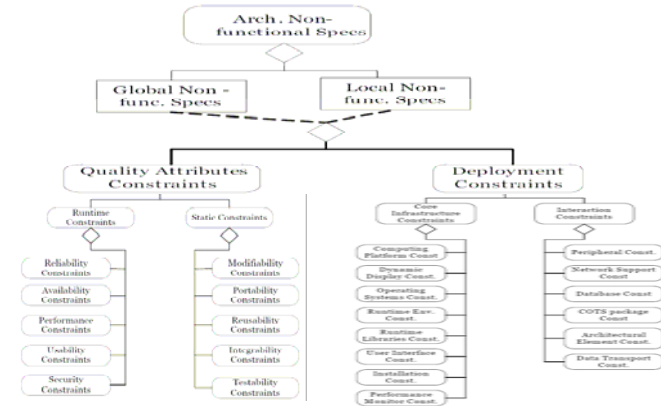 Arch. Non-
functional Specs
Global Non -
func. Specs
Local Non-
func. Specs
Quality Attributes
Constraints
Deployment
Constraints
Runtime
Constraints
Static Constraints
Core
Infrastructure
Constraints
Interaction
Constraints
Reliability
Constraints
Availability
Constraints
Performance
Constraints
Usability
Constraints
Security
Constraints
Modifiability
Constraints
Portability
Constraints
Reusability
Constraints
Integrability
Constraints
Testability
Constraints
Computing
Platform Const
Dynamic
Display Const.
Operating
Systems Const.
Runtime Env.
Const.
Runtime
Libraries Const.
User Interface
Const.
Installation
Const.
Performance
Monitor Const.
Peripheral Const.
Network Support
Const
Database Const
COTS package
Const
Architectural
Element Const.
Data Transport Const.